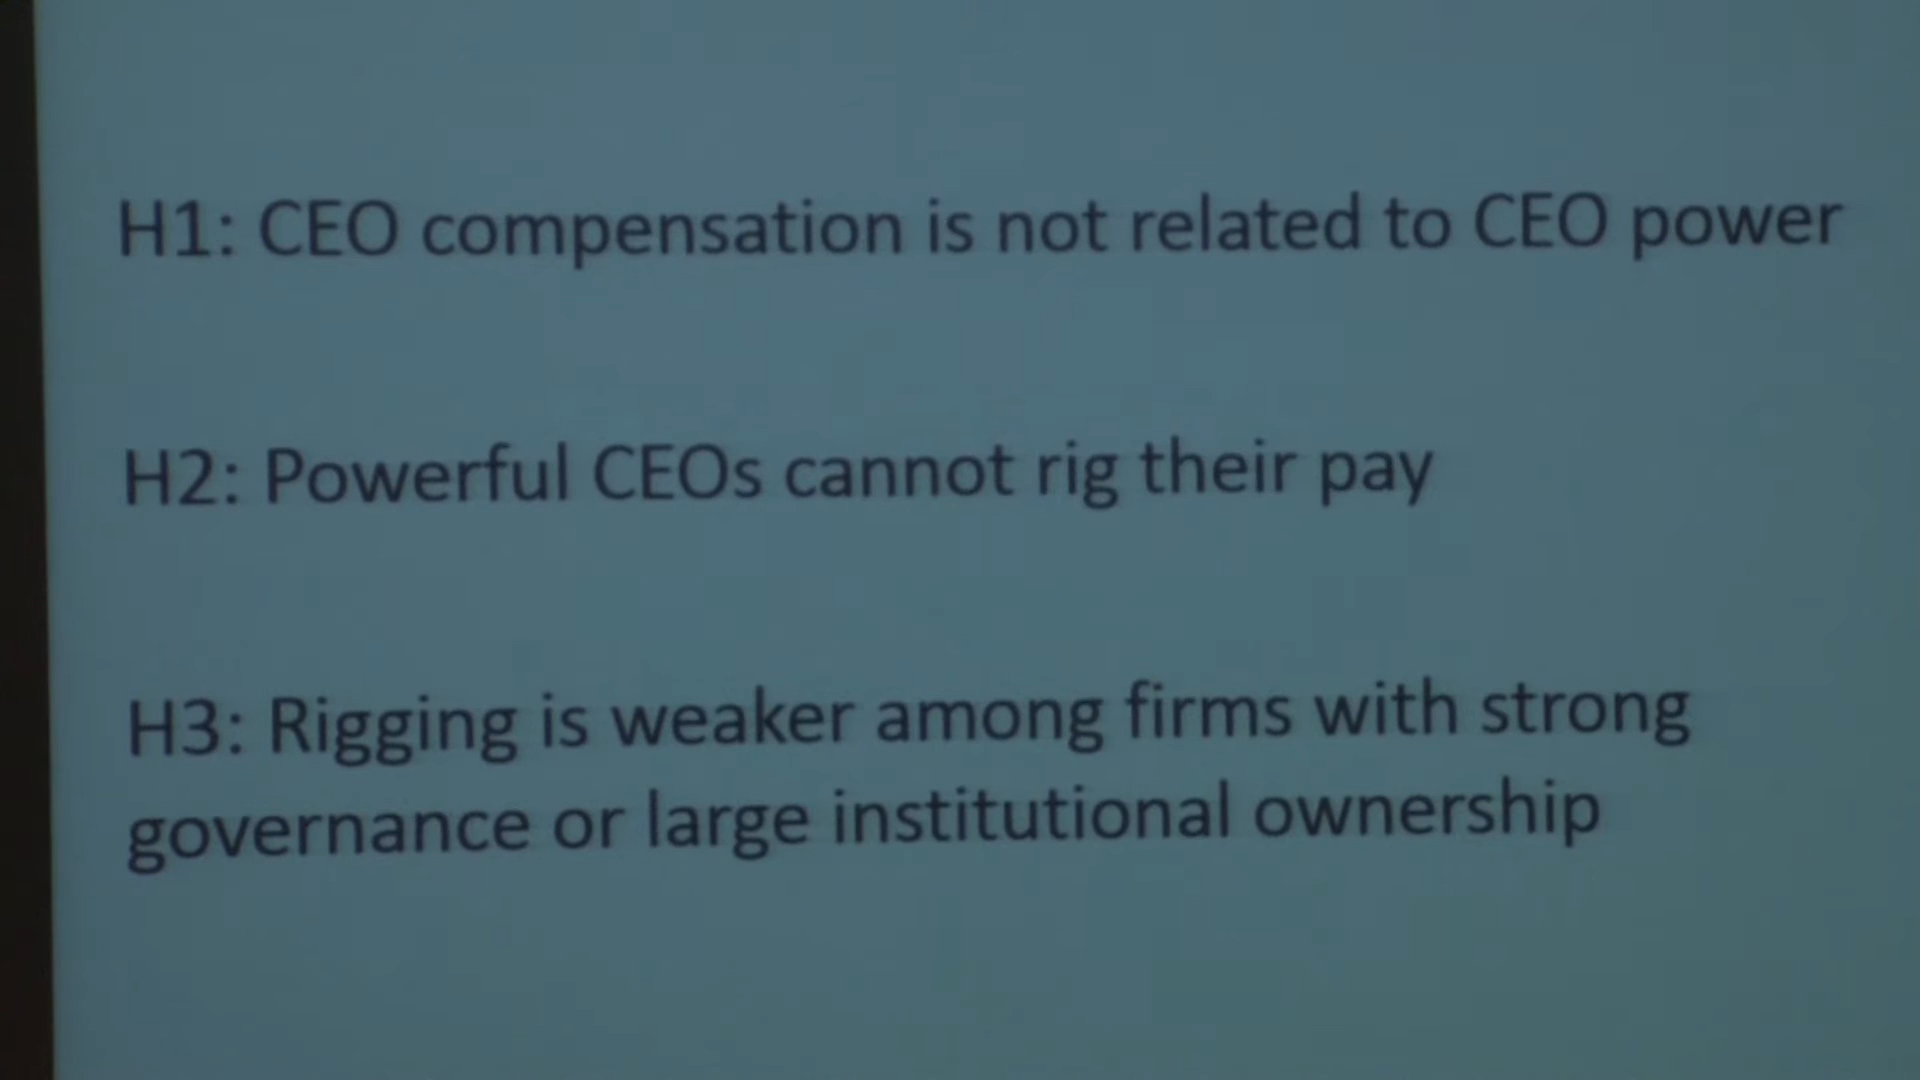 H1: CEO compensation is not related to CEO power
H2: Powerful CEOs cannot rig their pay
H3: Rigging is weaker among firms with strong
governance or large institutional ownership